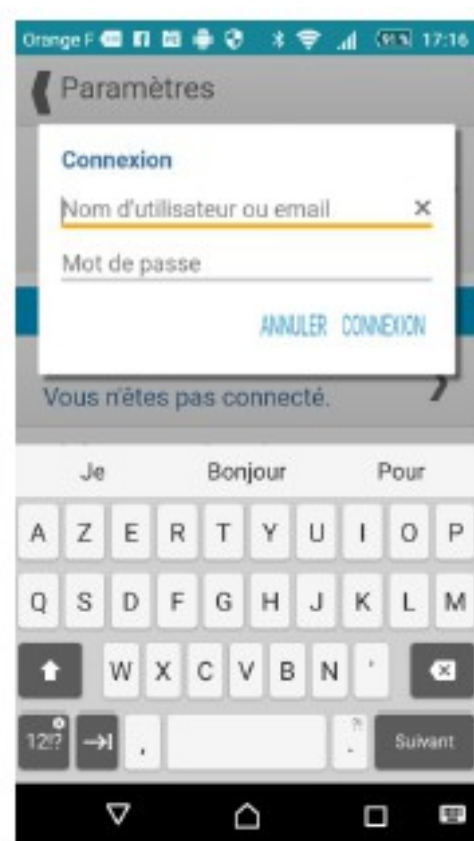 Orange F 91% 17:16
Paramètres
Connexion
Nom d'utilisateur ou email
Mot de passe
ANNULER CONNEXION
Vous n'êtes pas connecté.
Je Bonjour Pour
A Z E R T Y U I O P
Q S D F G H J K L M
W X C V B N '
12!? , . ?! Suivant